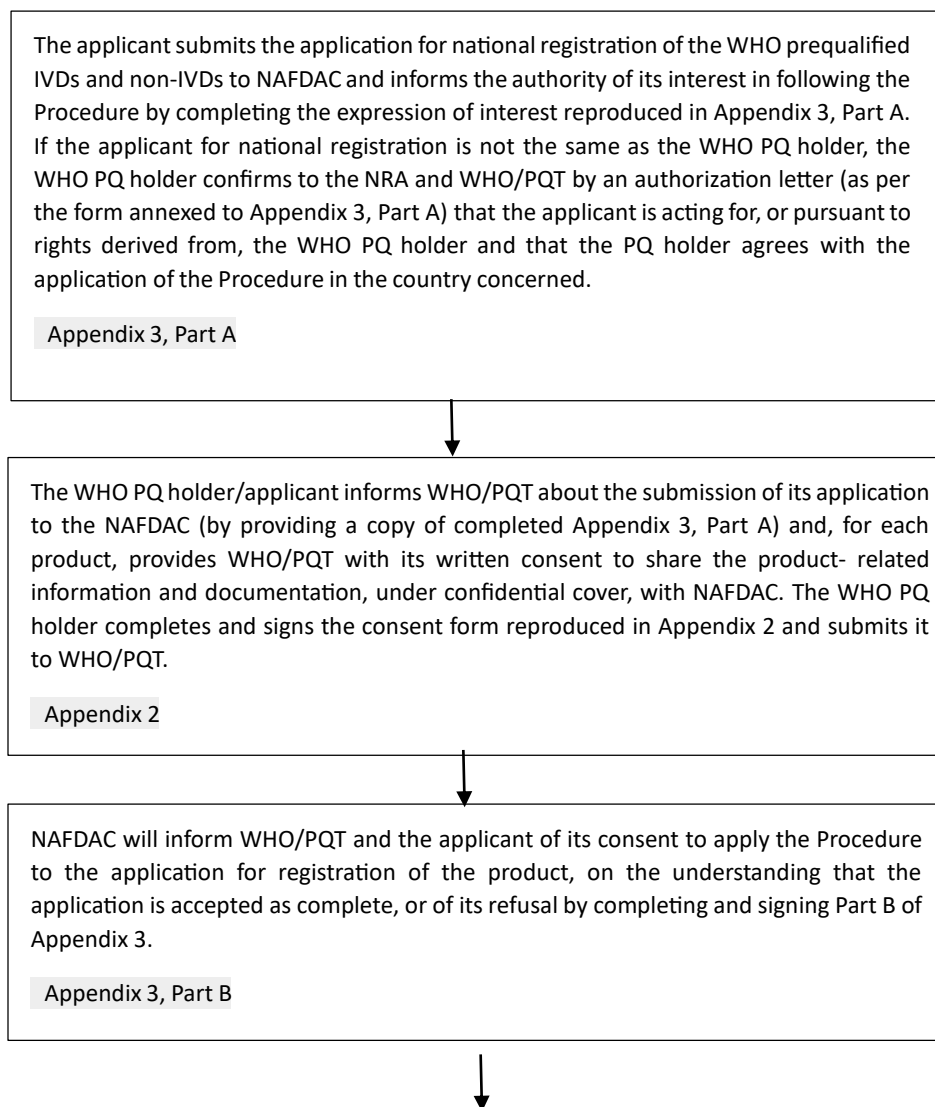 The applicant submits the application for national registration of the WHO prequalified
IVDs and non-IVDs to NAFDAC and informs the authority of its interest in following the
Procedure by completing the expression of interest reproduced in Appendix 3, Part A.
If the applicant for national registration is not the same as the WHO PQ holder, the
WHO PQ holder confirms to the NRA and WHO/PQT by an authorization letter (as per
the form annexed to Appendix 3, Part A) that the applicant is acting for, or pursuant to
rights derived from, the WHO PQ holder and that the PQ holder agrees with the
application of the Procedure in the country concerned.
Appendix 3, Part A
The WHO PQ holder/applicant informs WHO/PQT about the submission of its application
to the NAFDAC (by providing a copy of completed Appendix 3, Part A) and, for each
product, provides WHO/PQT with its written consent to share the product- related
information and documentation, under confidential cover, with NAFDAC. The WHO PQ
holder completes and signs the consent form reproduced in Appendix 2 and submits it
to WHO/PQT.
Appendix 2
NAFDAC will inform WHO/PQT and the applicant of its consent to apply the Procedure
to the application for registration of the product, on the understanding that the
application is accepted as complete, or of its refusal by completing and signing Part B of
Appendix 3.
Appendix 3, Part B